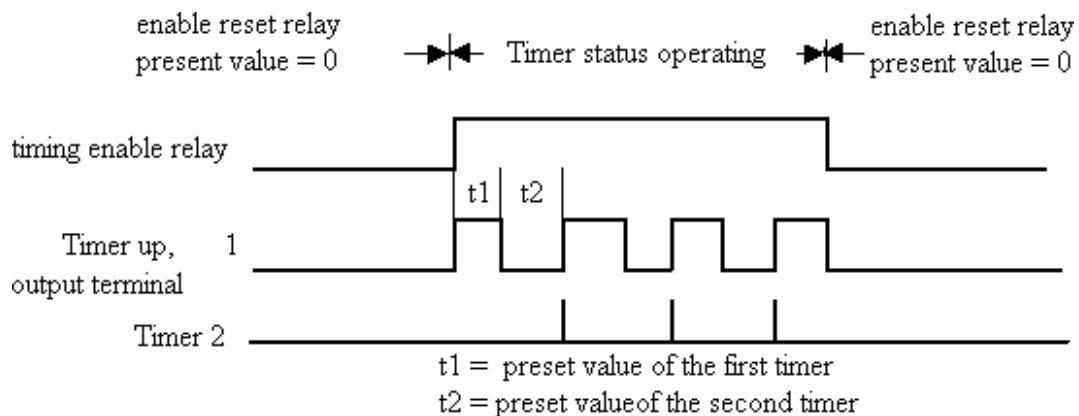 enable reset relay
present value = 0
Timer status operating
enable reset relay
present value = 0
timing enable relay
t1 t2
Timer up, 1
output terminal
Timer 2
t1 = preset value of the first timer
t2 = preset valueof the second timer